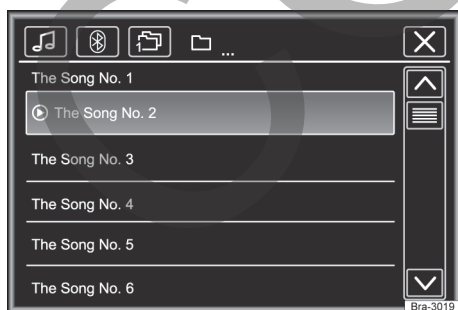 ...
The Song No. 1
The Song No. 2
The Song No. 3
The Song No. 4
The Song No. 5
The Song No. 6
Bra-3019